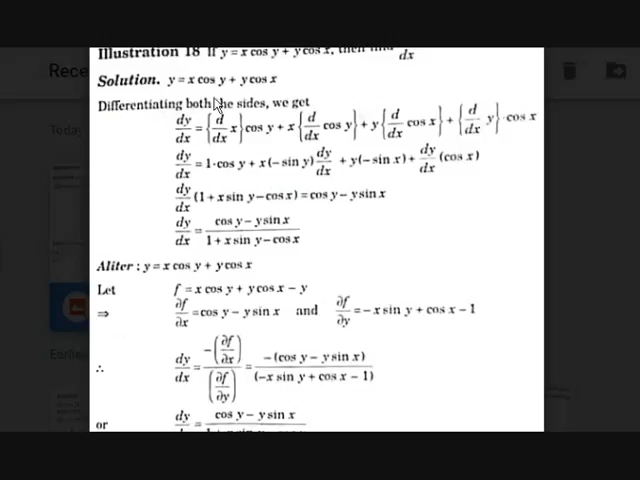 Rece
Toda
Earlie
Illustration 18 If y = x cos y + y cos x, then find dy/dx
Solution. y = x cos y + y cos x
Differentiating both the sides, we get
dy/dx = {d/dx x} cos y + x {d/dx cos y} + y {d/dx cos x} + {d/dx y} · cos x
dy/dx = 1 · cos y + x(− sin y) dy/dx + y(− sin x) + dy/dx (cos x)
dy/dx (1 + x sin y − cos x) = cos y − y sin x
dy/dx = (cos y − y sin x)/(1 + x sin y − cos x)
Aliter : y = x cos y + y cos x
Let f = x cos y + y cos x − y
⇒ ∂f/∂x = cos y − y sin x and ∂f/∂y = − x sin y + cos x − 1
∴ dy/dx = −(∂f/∂x)/(∂f/∂y) = −(cos y − y sin x)/(−x sin y + cos x − 1)
or dy/ = cos y − y sin x